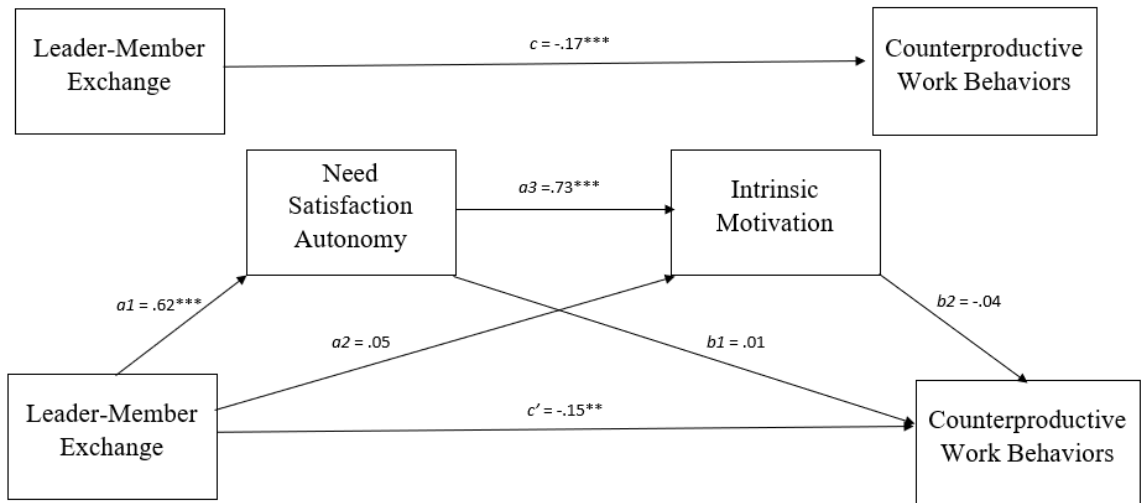 Leader-Member
Exchange
c = -.17***
Counterproductive
Work Behaviors
Need
Satisfaction
Autonomy
a3 =.73***
Intrinsic
Motivation
a1 = .62***
a2 = .05
b1 = .01
b2 = -.04
Leader-Member
Exchange
c’ = -.15**
Counterproductive
Work Behaviors